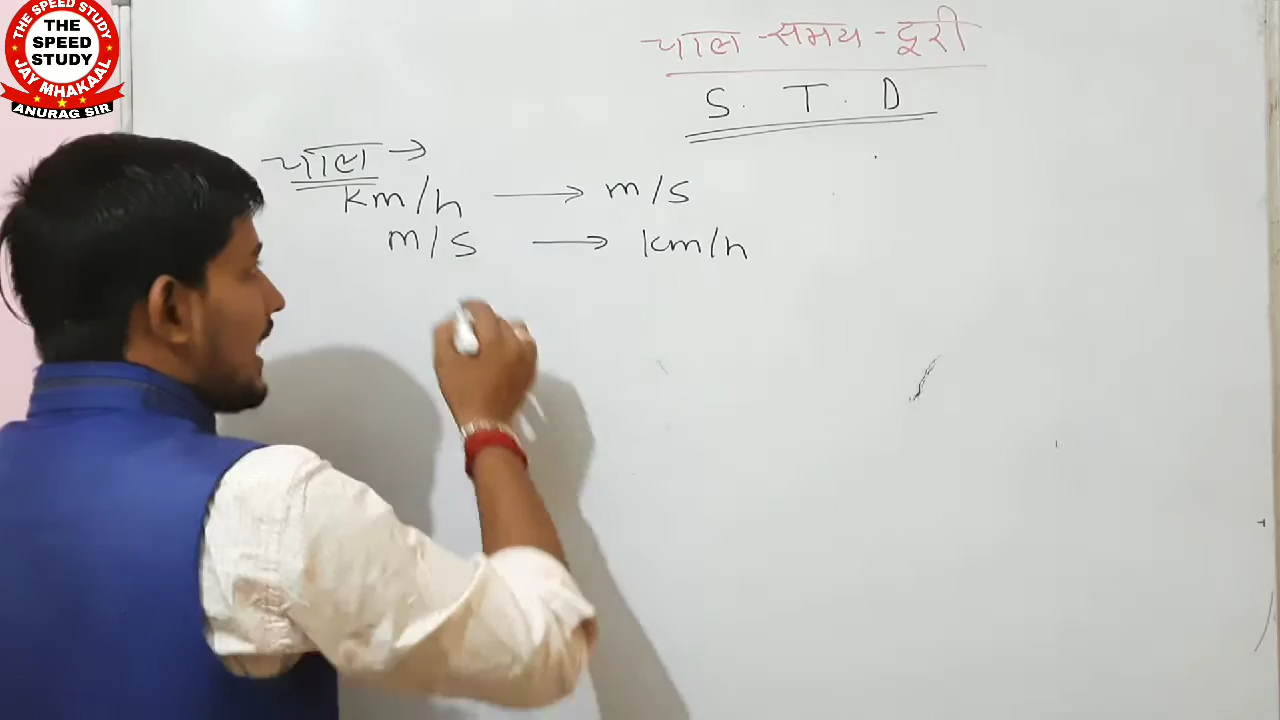 THE SPEED STUDY
THE
SPEED
STUDY
JAY MHAKAAL
ANURAG SIR
चाल - समय - दूरी
S. T. D
चाल →
km/h → m/s
m/s → km/h